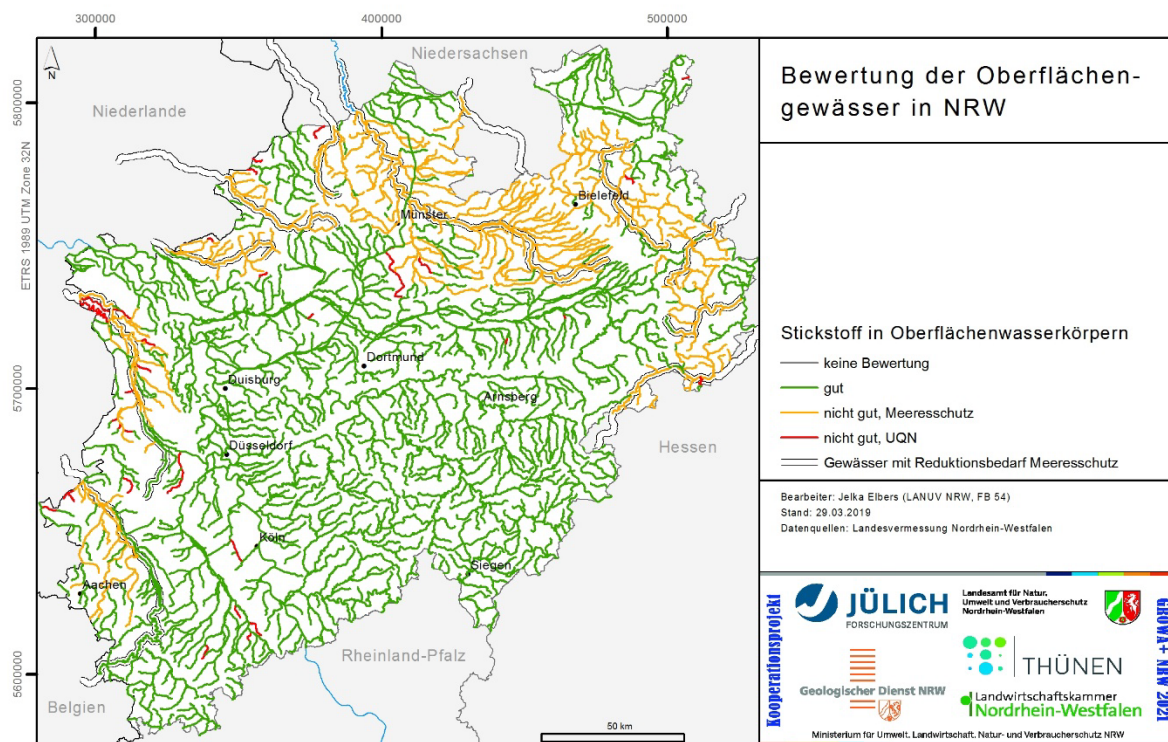 300000
400000
500000
5800000
5700000
5600000
ETRS 1989 UTM Zone 32N
N
Niedersachsen
Niederlande
Bielefeld
Münster
Dortmund
Duisburg
Arnsberg
Düsseldorf
Hessen
Köln
Siegen
Aachen
Rheinland-Pfalz
Belgien
50 km
Bewertung der Oberflächen-
gewässer in NRW
Stickstoff in Oberflächenwasserkörpern
keine Bewertung
gut
nicht gut, Meeresschutz
nicht gut, UQN
Gewässer mit Reduktionsbedarf Meeresschutz
Bearbeiter: Jelka Elbers (LANUV NRW, FB 54)
Stand: 29.03.2019
Datenquellen: Landesvermessung Nordrhein-Westfalen
Kooperationsprojekt
JÜLICH
FORSCHUNGSZENTRUM
Landesamt für Natur,
Umwelt und Verbraucherschutz
Nordrhein-Westfalen
THÜNEN
Geologischer Dienst NRW
Landwirtschaftskammer
Nordrhein-Westfalen
GROWA+ NRW 2021
Ministerium für Umwelt, Landwirtschaft, Natur- und Verbraucherschutz NRW